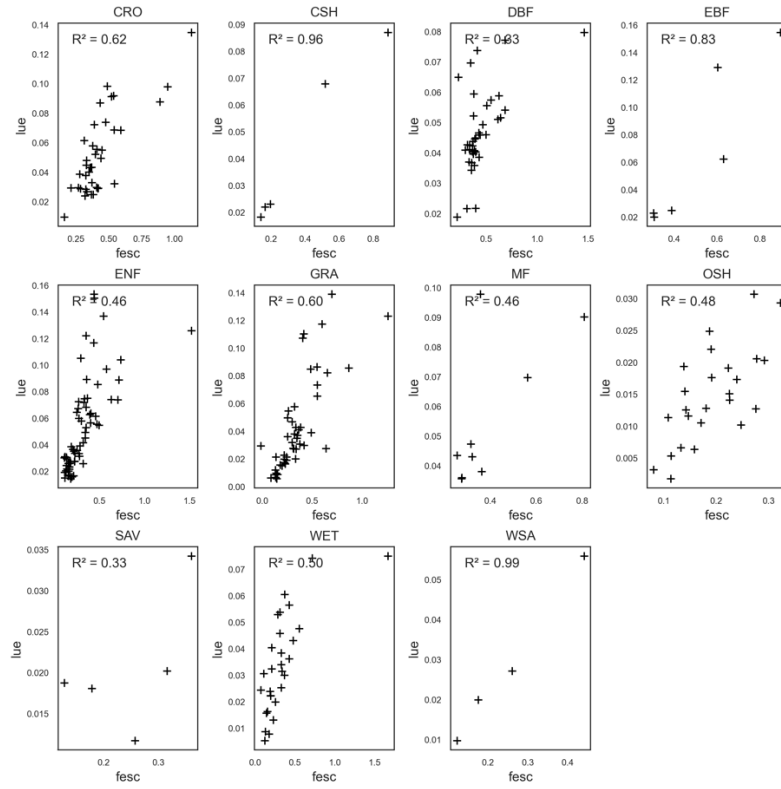 CRO
R² = 0.62
0.14
0.12
0.10
0.08
0.06
0.04
0.02
0.00
lue
0.25 0.50 0.75 1.00
fesc
CSH
R² = 0.96
0.09
0.08
0.07
0.06
0.05
0.04
0.03
0.02
lue
0.2 0.4 0.6 0.8
fesc
DBF
0.08
0.07
0.06
0.05
0.04
0.03
0.02
lue
0.5 1.0 1.5
fesc
EBF
R² = 0.83
0.16
0.14
0.12
0.10
0.08
0.06
0.04
0.02
lue
0.4 0.6 0.8
fesc
ENF
R² = 0.46
0.16
0.14
0.12
0.10
0.08
0.06
0.04
0.02
lue
0.5 1.0 1.5
fesc
GRA
R² = 0.60
0.14
0.12
0.10
0.08
0.06
0.04
0.02
0.00
lue
0.0 0.5 1.0
fesc
MF
R² = 0.46
0.10
0.09
0.08
0.07
0.06
0.05
0.04
lue
0.4 0.6 0.8
fesc
OSH
R² = 0.48
0.030
0.025
0.020
0.015
0.010
0.005
lue
0.1 0.2 0.3
fesc
SAV
R² = 0.33
0.035
0.030
0.025
0.020
0.015
lue
0.2 0.3
fesc
WET
R² = 0.50
0.07
0.06
0.05
0.04
0.03
0.02
0.01
lue
0.0 0.5 1.0 1.5
fesc
WSA
R² = 0.99
0.05
0.04
0.03
0.02
0.01
lue
0.2 0.3 0.4
fesc